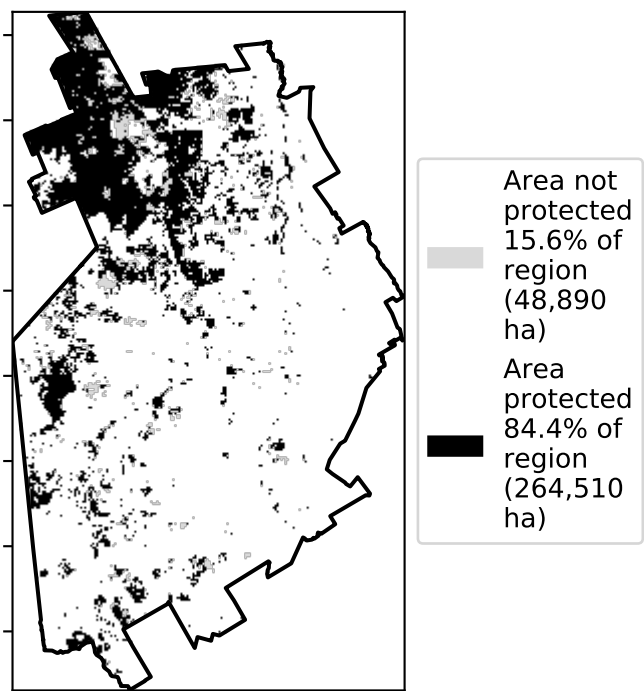 Area not
protected
15.6% of
region
(48,890
ha)
Area
protected
84.4% of
region
(264,510
ha)